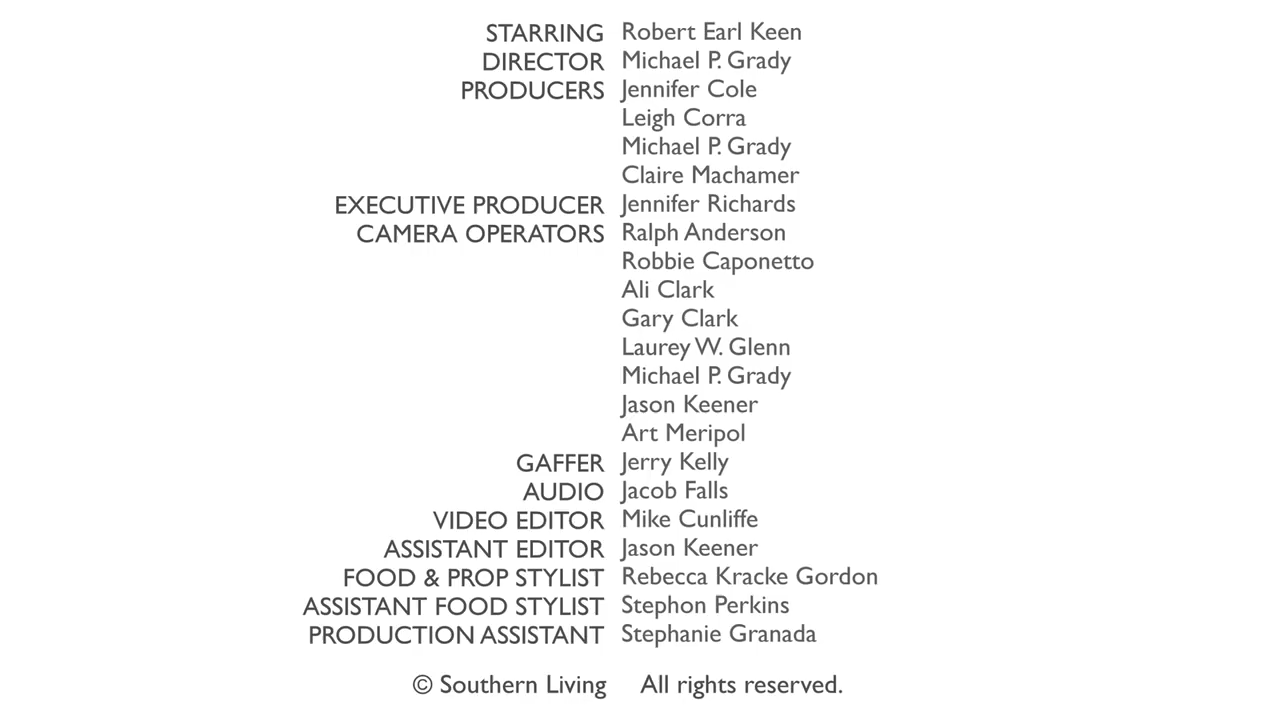 STARRING Robert Earl Keen
DIRECTOR Michael P. Grady
PRODUCERS Jennifer Cole
Leigh Corra
Michael P. Grady
Claire Machamer
EXECUTIVE PRODUCER Jennifer Richards
CAMERA OPERATORS Ralph Anderson
Robbie Caponetto
Ali Clark
Gary Clark
Laurey W. Glenn
Michael P. Grady
Jason Keener
Art Meripol
GAFFER Jerry Kelly
AUDIO Jacob Falls
VIDEO EDITOR Mike Cunliffe
ASSISTANT EDITOR Jason Keener
FOOD & PROP STYLIST Rebecca Kracke Gordon
ASSISTANT FOOD STYLIST Stephon Perkins
PRODUCTION ASSISTANT Stephanie Granada
© Southern Living All rights reserved.